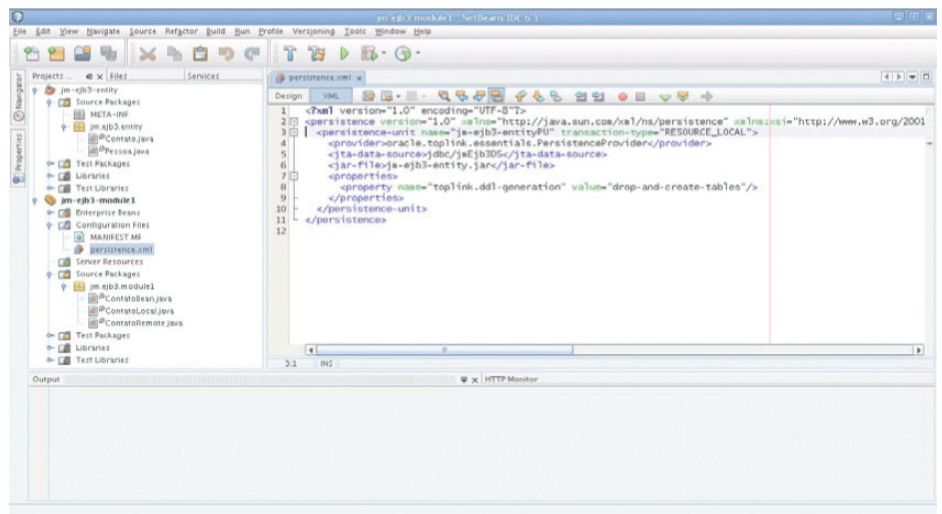 jm-ejb3-module1 - NetBeans IDE 6.1
File Edit View Navigate Source Refactor Build Run Profile Versioning Tools Window Help
Projects ... Files Services
Navigator
Properties
jm-ejb3-entity
Source Packages
META-INF
jm.ejb3.entity
Contato.java
Pessoa.java
Test Packages
Libraries
Test Libraries
jm-ejb3-module1
Enterprise Beans
Configuration Files
MANIFEST.MF
persistence.xml
Server Resources
Source Packages
jm.ejb3.module1
ContatoBean.java
ContatoLocal.java
ContatoRemote.java
Test Packages
Libraries
Test Libraries
persistence.xml
Design XML
1 <?xml version="1.0" encoding="UTF-8"?>
2 <persistence version="1.0" xmlns="http://java.sun.com/xml/ns/persistence" xmlns:xsi="http://www.w3.org/2001
3 <persistence-unit name="jm-ejb3-entityPU" transaction-type="RESOURCE_LOCAL">
4 <provider>oracle.toplink.essentials.PersistenceProvider</provider>
5 <jta-data-source>jdbc/jmEjb3DS</jta-data-source>
6 <jar-file>jm-ejb3-entity.jar</jar-file>
7 <properties>
8 <property name="toplink.ddl-generation" value="drop-and-create-tables"/>
9 </properties>
10 </persistence-unit>
11 </persistence>
12
3:1 INS
Output HTTP Monitor